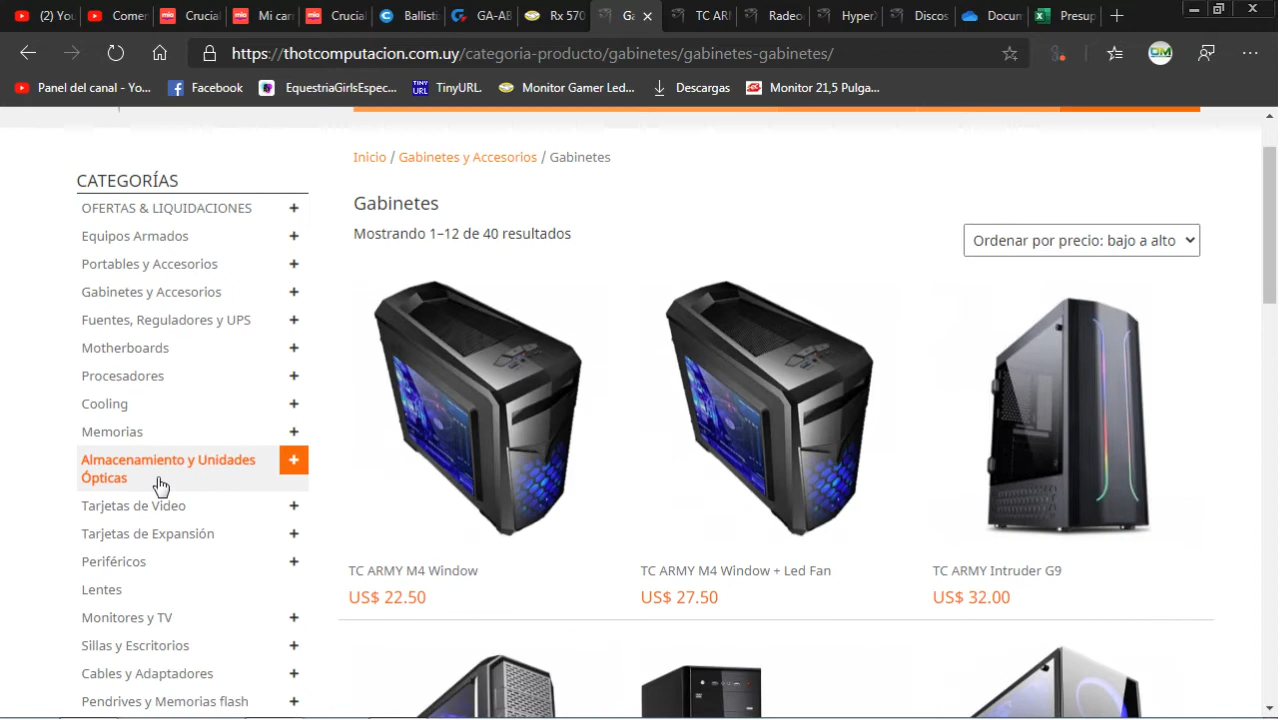 (2) You
Comer
Crucial
Mi car
Crucial
Ballisti
GA-AB
Rx 570
Ga
TC ARM
Radeo
HyperX
Discos
Docum
Presup
https://thotcomputacion.com.uy/categoria-producto/gabinetes/gabinetes-gabinetes/
Panel del canal - Yo...
Facebook
EquestriaGirlsEspec...
TINY URL
TinyURL
Monitor Gamer Led...
Descargas
Monitor 21,5 Pulga...
Inicio / Gabinetes y Accesorios / Gabinetes
CATEGORÍAS
OFERTAS & LIQUIDACIONES +
Equipos Armados +
Portables y Accesorios +
Gabinetes y Accesorios +
Fuentes, Reguladores y UPS +
Motherboards +
Procesadores +
Cooling +
Memorias +
Almacenamiento y Unidades +
Ópticas
Tarjetas de Video +
Tarjetas de Expansión +
Periféricos +
Lentes
Monitores y TV +
Sillas y Escritorios +
Cables y Adaptadores +
Pendrives y Memorias flash +
Gabinetes
Mostrando 1–12 de 40 resultados
Ordenar por precio: bajo a alto
TC ARMY M4 Window
US$ 22.50
TC ARMY M4 Window + Led Fan
US$ 27.50
TC ARMY Intruder G9
US$ 32.00